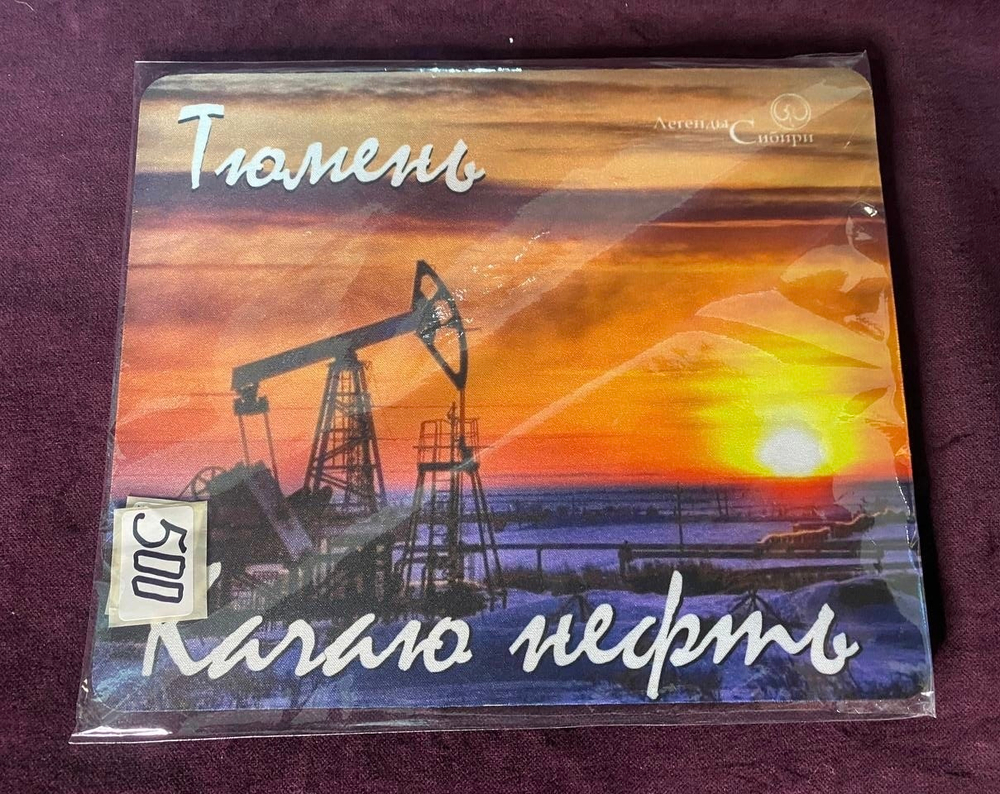 Тюмень
Легенды Сибири
500
Качаю нефть